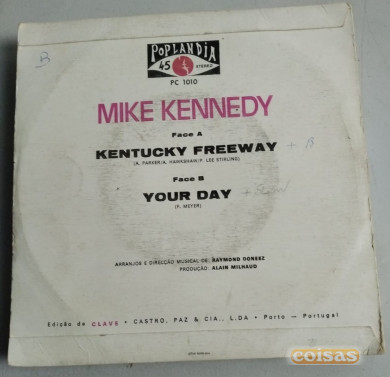 B
POPLANDIA
45 STEREO
PC 1010
MIKE KENNEDY
Face A
KENTUCKY FREEWAY + B
(A. PARKER/A. HAWKSHAW/P. LEE STIRLING)
Face B
YOUR DAY
(F. MEYER)
ARRANJOS E DIRECÇÃO MUSICAL DE: RAYMOND DONNEZ
PRODUÇÃO: ALAIN MILHAUD
Edição de CLAVE • CASTRO, PAZ & CIA., L.DA • Porto — Portugal
coisas